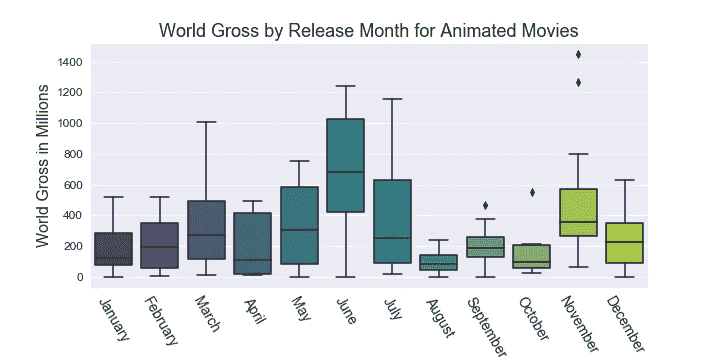 World Gross by Release Month for Animated Movies
World Gross in Millions
1400
1200
1000
800
600
400
200
0
January
February
March
April
May
June
July
August
September
October
November
December